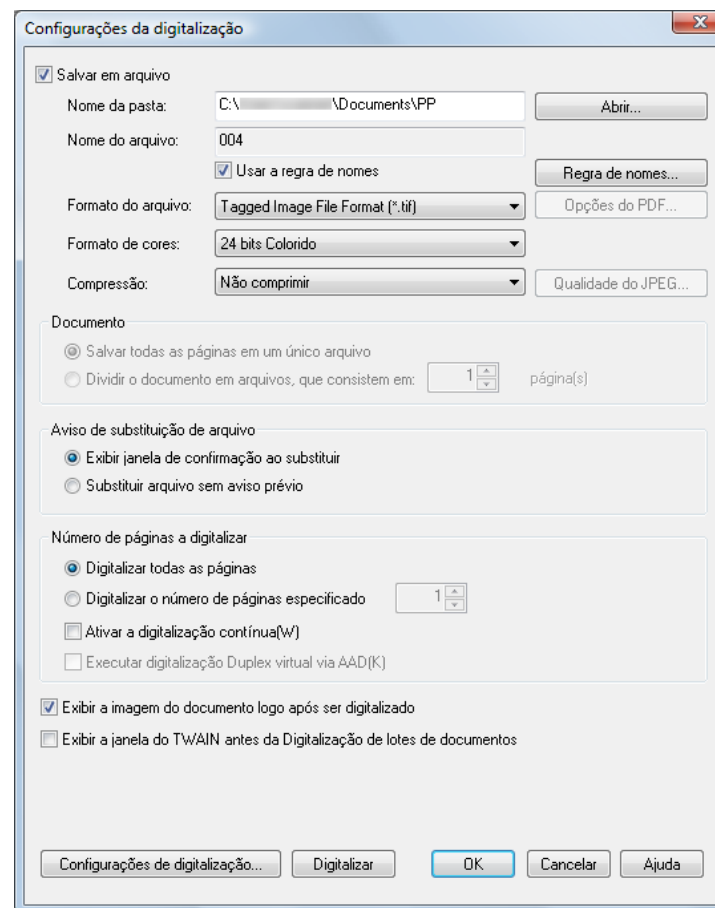 Configurações da digitalização
Salvar em arquivo
Nome da pasta: C:\ \Documents\PP Abrir...
Nome do arquivo: 004
Usar a regra de nomes Regra de nomes...
Formato do arquivo: Tagged Image File Format (*.tif) Opções do PDF...
Formato de cores: 24 bits Colorido
Compressão: Não comprimir Qualidade do JPEG...
Documento
Salvar todas as páginas em um único arquivo
Dividir o documento em arquivos, que consistem em: 1 página(s)
Aviso de substituição de arquivo
Exibir janela de confirmação ao substituir
Substituir arquivo sem aviso prévio
Número de páginas a digitalizar
Digitalizar todas as páginas
Digitalizar o número de páginas especificado 1
Ativar a digitalização contínua(W)
Executar digitalização Duplex virtual via AAD(K)
Exibir a imagem do documento logo após ser digitalizado
Exibir a janela do TWAIN antes da Digitalização de lotes de documentos
Configurações de digitalização... Digitalizar OK Cancelar Ajuda